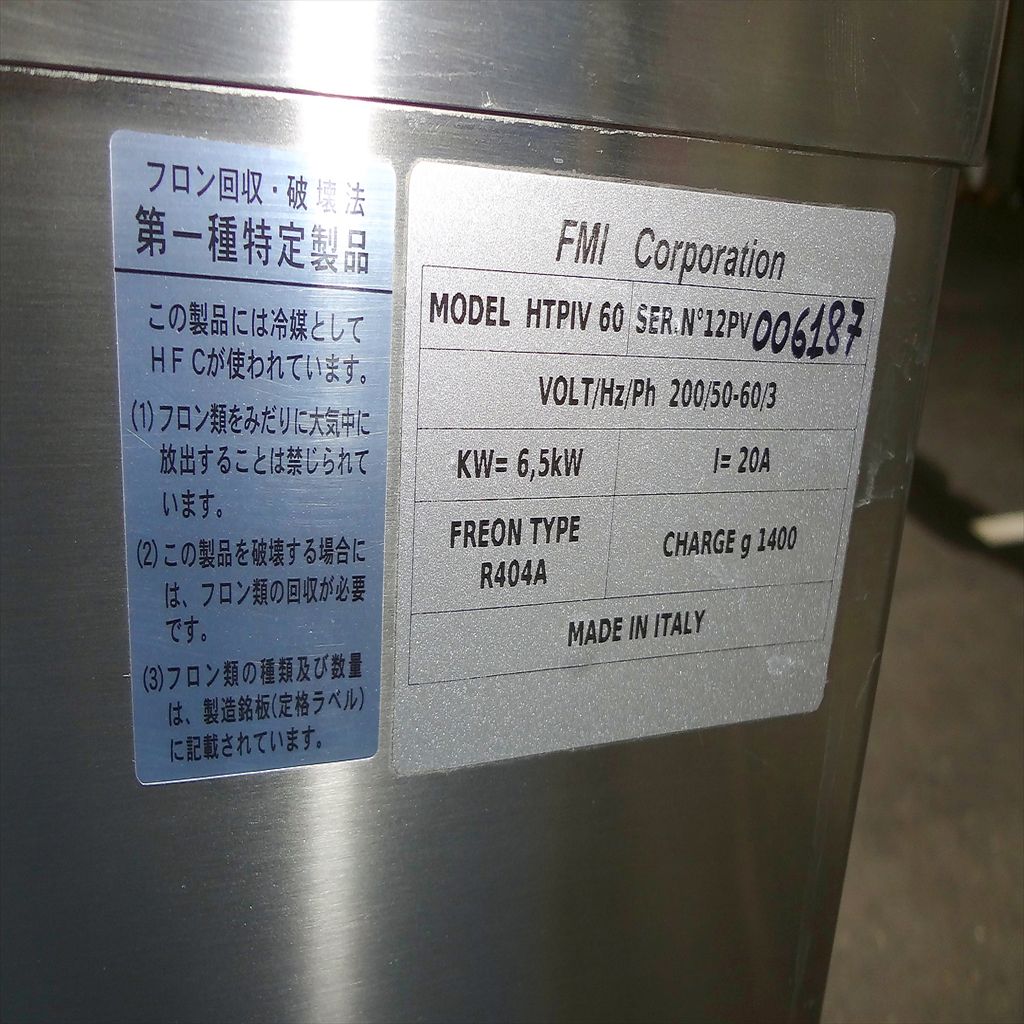 フロン回収・破壊法
第一種特定製品
この製品には冷媒として
HFCが使われています。
(1)フロン類をみだりに大気中に
放出することは禁じられて
います。
(2)この製品を破壊する場合に
は、フロン類の回収が必要
です。
(3)フロン類の種類及び数量
は、製造銘板(定格ラベル)
に記載されています。
FMI Corporation
MODEL HTPIV 60 SER.N°12PV006187
VOLT/Hz/Ph 200/50-60/3
KW= 6,5kW I= 20A
FREON TYPE
R404A
CHARGE g 1400
MADE IN ITALY